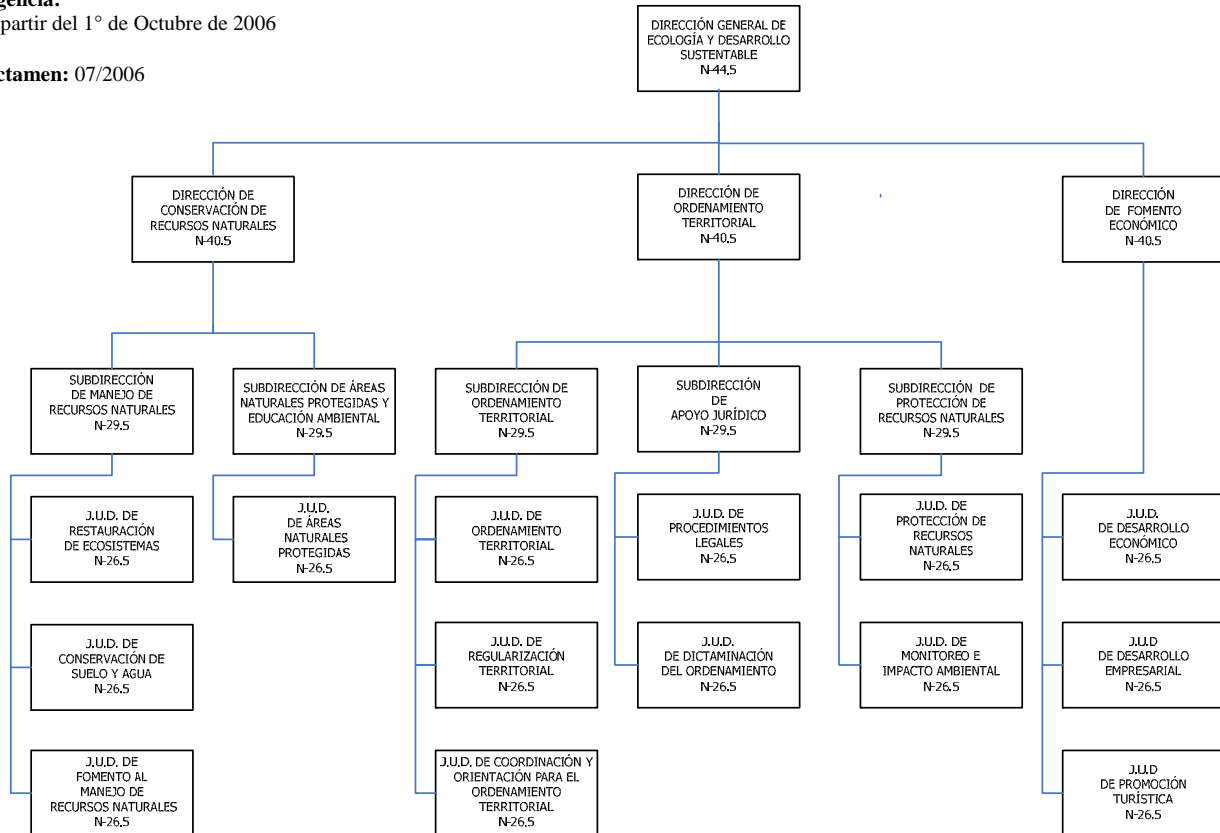 partir del 1° de Octubre de 2006
07/2006
DIRECCIÓN GENERAL DE
ECOLOGÍA Y DESARROLLO
SUSTENTABLE
N-44.5
DIRECCIÓN DE
CONSERVACIÓN DE
RECURSOS NATURALES
N-40.5
DIRECCIÓN DE
ORDENAMIENTO
TERRITORIAL
N-40.5
DIRECCIÓN
DE FOMENTO
ECONÓMICO
N-40.5
SUBDIRECCIÓN
DE MANEJO DE
RECURSOS NATURALES
N-29.5
SUBDIRECCIÓN DE ÁREAS
NATURALES PROTEGIDAS Y
EDUCACIÓN AMBIENTAL
N-29.5
SUBDIRECCIÓN DE
ORDENAMIENTO
TERRITORIAL
N-29.5
SUBDIRECCIÓN
DE
APOYO JURÍDICO
N-29.5
SUBDIRECCIÓN DE
PROTECCIÓN DE
RECURSOS NATURALES
N-29.5
J.U.D. DE
RESTAURACIÓN
DE ECOSISTEMAS
N-26.5
J.U.D.
DE ÁREAS
NATURALES
PROTEGIDAS
N-26.5
J.U.D. DE
ORDENAMIENTO
TERRITORIAL
N-26.5
J.U.D. DE
PROCEDIMIENTOS
LEGALES
N-26.5
J.U.D. DE
PROTECCIÓN DE
RECURSOS
NATURALES
N-26.5
J.U.D.
DE DESARROLLO
ECONÓMICO
N-26.5
J.U.D. DE
CONSERVACIÓN DE
SUELO Y AGUA
N-26.5
J.U.D. DE
REGULARIZACIÓN
TERRITORIAL
N-26.5
J.U.D.
DE DICTAMINACIÓN
DEL ORDENAMIENTO
N-26.5
J.U.D. DE
MONITOREO E
IMPACTO AMBIENTAL
N-26.5
J.U.D
DE DESARROLLO
EMPRESARIAL
N-26.5
J.U.D. DE
FOMENTO AL
MANEJO DE
RECURSOS NATURALES
N-26.5
J.U.D. DE COORDINACIÓN Y
ORIENTACIÓN PARA EL
ORDENAMIENTO
TERRITORIAL
N-26.5
J.U.D
DE PROMOCIÓN
TURÍSTICA
N-26.5